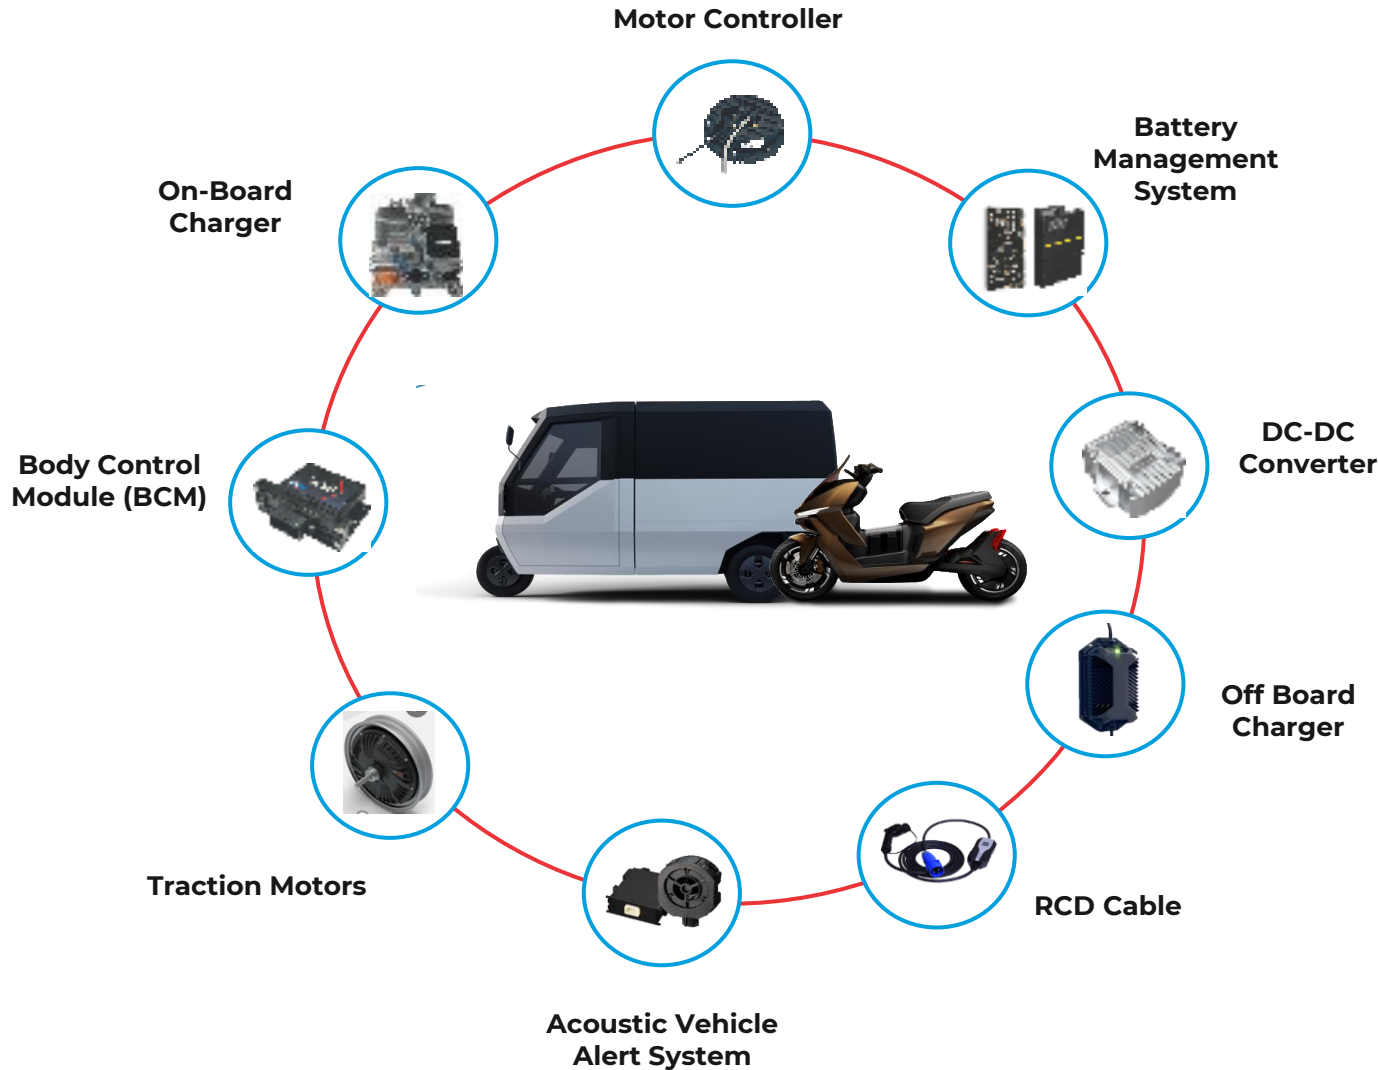 Motor Controller
Battery
Management
System
On-Board
Charger
DC-DC
Converter
Body Control
Module (BCM)
Off Board
Charger
Traction Motors
RCD Cable
Acoustic Vehicle
Alert System